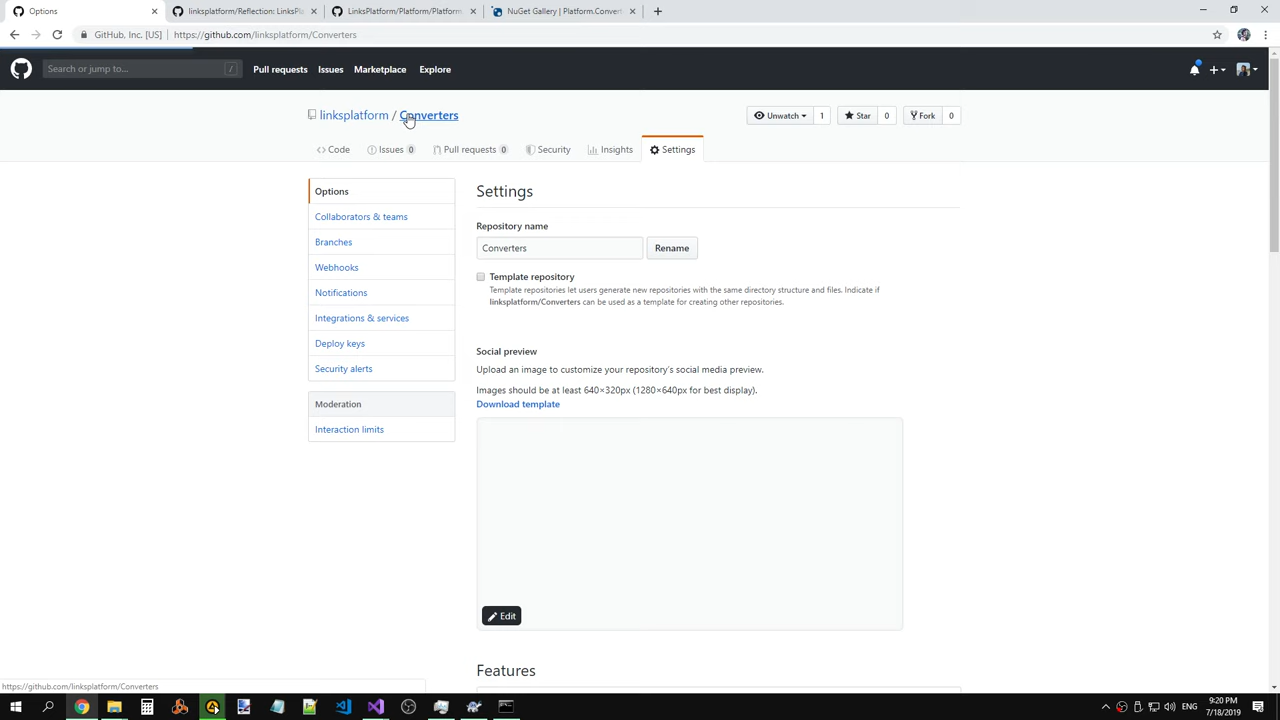 Options
linksplatform/Reflection: LinksPl
LinksPlatform/Platform/Platform.
NuGet Gallery | Platform.Convert
GitHub, Inc. [US] | https://github.com/linksplatform/Converters
Search or jump to... /
Pull requests Issues Marketplace Explore
linksplatform / Converters
Unwatch 1 Star 0 Fork 0
Code Issues 0 Pull requests 0 Security Insights Settings
Options
Collaborators & teams
Branches
Webhooks
Notifications
Integrations & services
Deploy keys
Security alerts
Moderation
Interaction limits
Settings
Repository name
Converters Rename
Template repository
Template repositories let users generate new repositories with the same directory structure and files. Indicate if
linksplatform/Converters can be used as a template for creating other repositories.
Social preview
Upload an image to customize your repository's social media preview.
Images should be at least 640×320px (1280×640px for best display).
Download template
Edit
Features
https://github.com/linksplatform/Converters
ENG
9:20 PM
7/18/2019